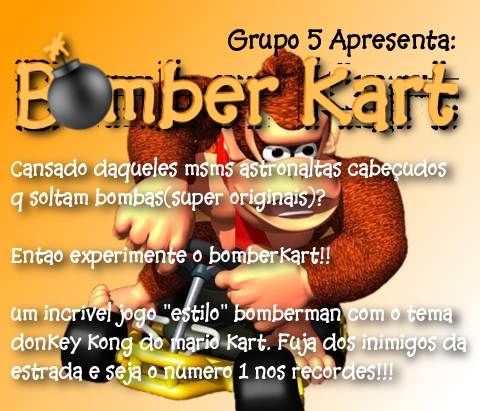 Grupo 5 Apresenta:
Bomber Kart
Cansado daqueles msms astronaltas cabeçudos
q soltam bombas(super originais)?
Entao experimente o bomberkart!!
um incrivel jogo "estilo" bomberman com o tema
donkey Kong do mario kart. Fuja dos inimigos da
estrada e seja o numero 1 nos recordes!!!